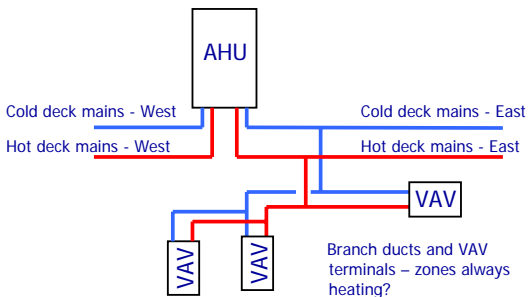 AHU
Cold deck mains - West
Cold deck mains - East
Hot deck mains - West
Hot deck mains - East
VAV
VAV
VAV
Branch ducts and VAV
terminals – zones always
heating?